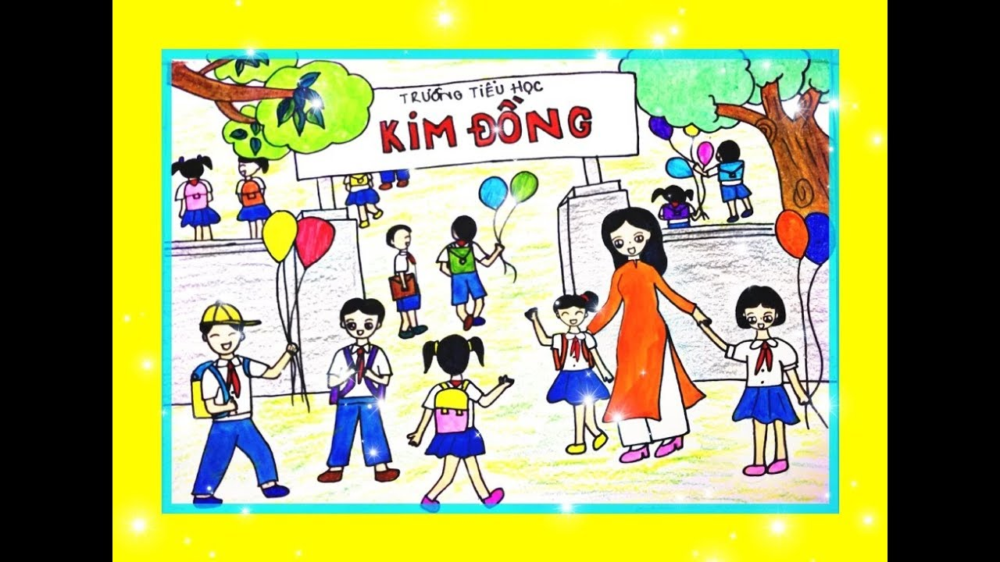 TRƯỜNG TIỂU HỌC
KIM ĐỒNG